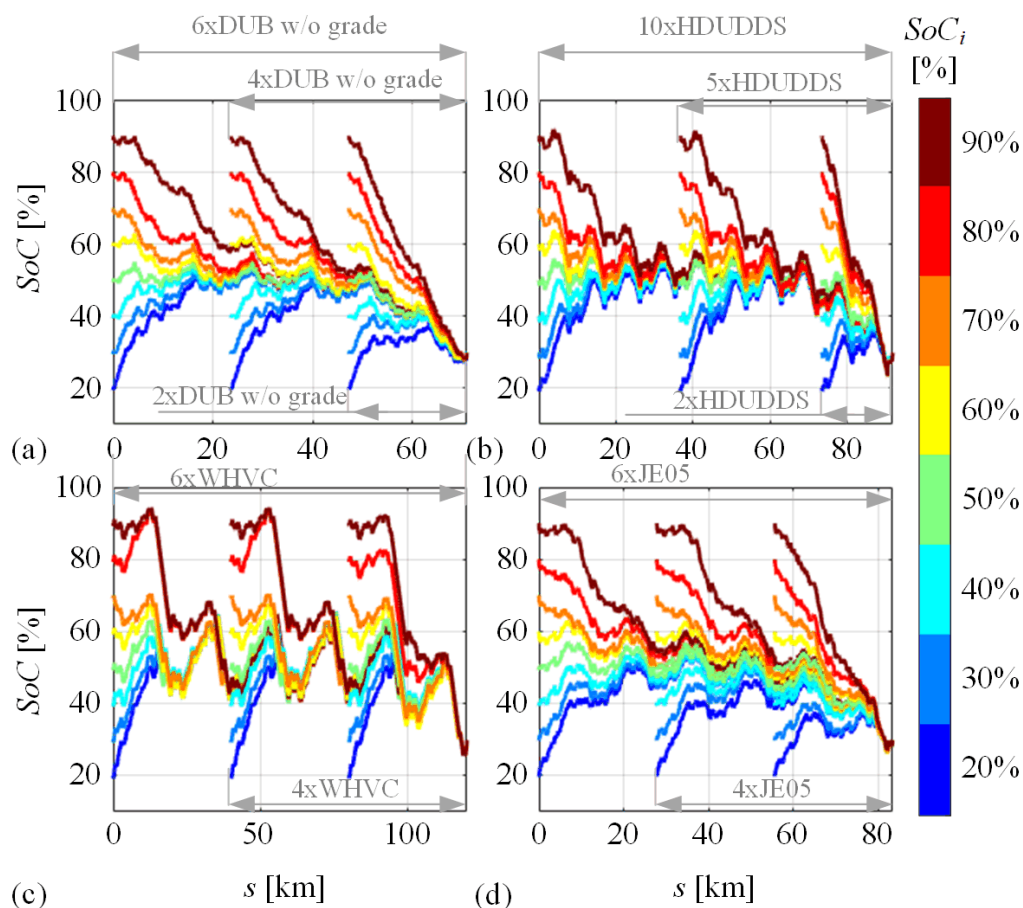 6xDUB w/o grade
10xHDUDDS
SoCi
[%]
4xDUB w/o grade
5xHDUDDS
100
80
60
40
20
SoC [%]
100
80
60
40
20
90%
80%
70%
60%
50%
40%
30%
20%
2xDUB w/o grade
2xHDUDDS
(a)
0 20 40 60
(b)
0 20 40 60 80
6xWHVC
6xJE05
100
80
60
40
20
SoC [%]
100
80
60
40
20
4xWHVC
4xJE05
0 50 100
0 20 40 60 80
(c)
s [km]
(d)
s [km]